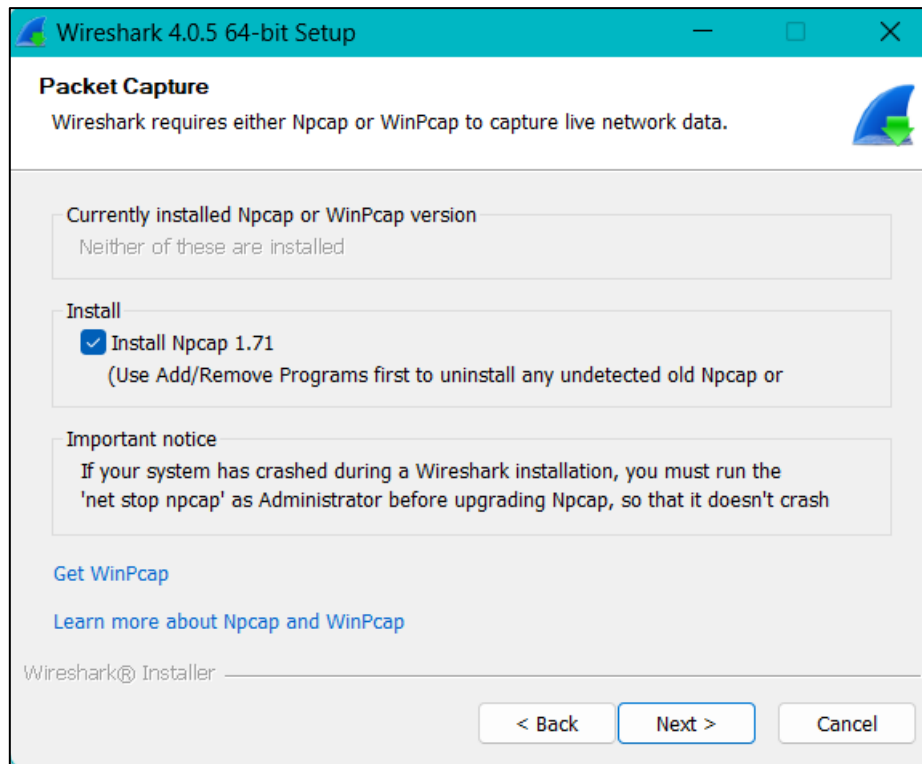 Wireshark 4.0.5 64-bit Setup
Packet Capture
Wireshark requires either Npcap or WinPcap to capture live network data.
Currently installed Npcap or WinPcap version
Neither of these are installed
Install
Install Npcap 1.71
(Use Add/Remove Programs first to uninstall any undetected old Npcap or
Important notice
If your system has crashed during a Wireshark installation, you must run the
'net stop npcap' as Administrator before upgrading Npcap, so that it doesn't crash
Get WinPcap
Learn more about Npcap and WinPcap
Wireshark® Installer
< Back Next > Cancel